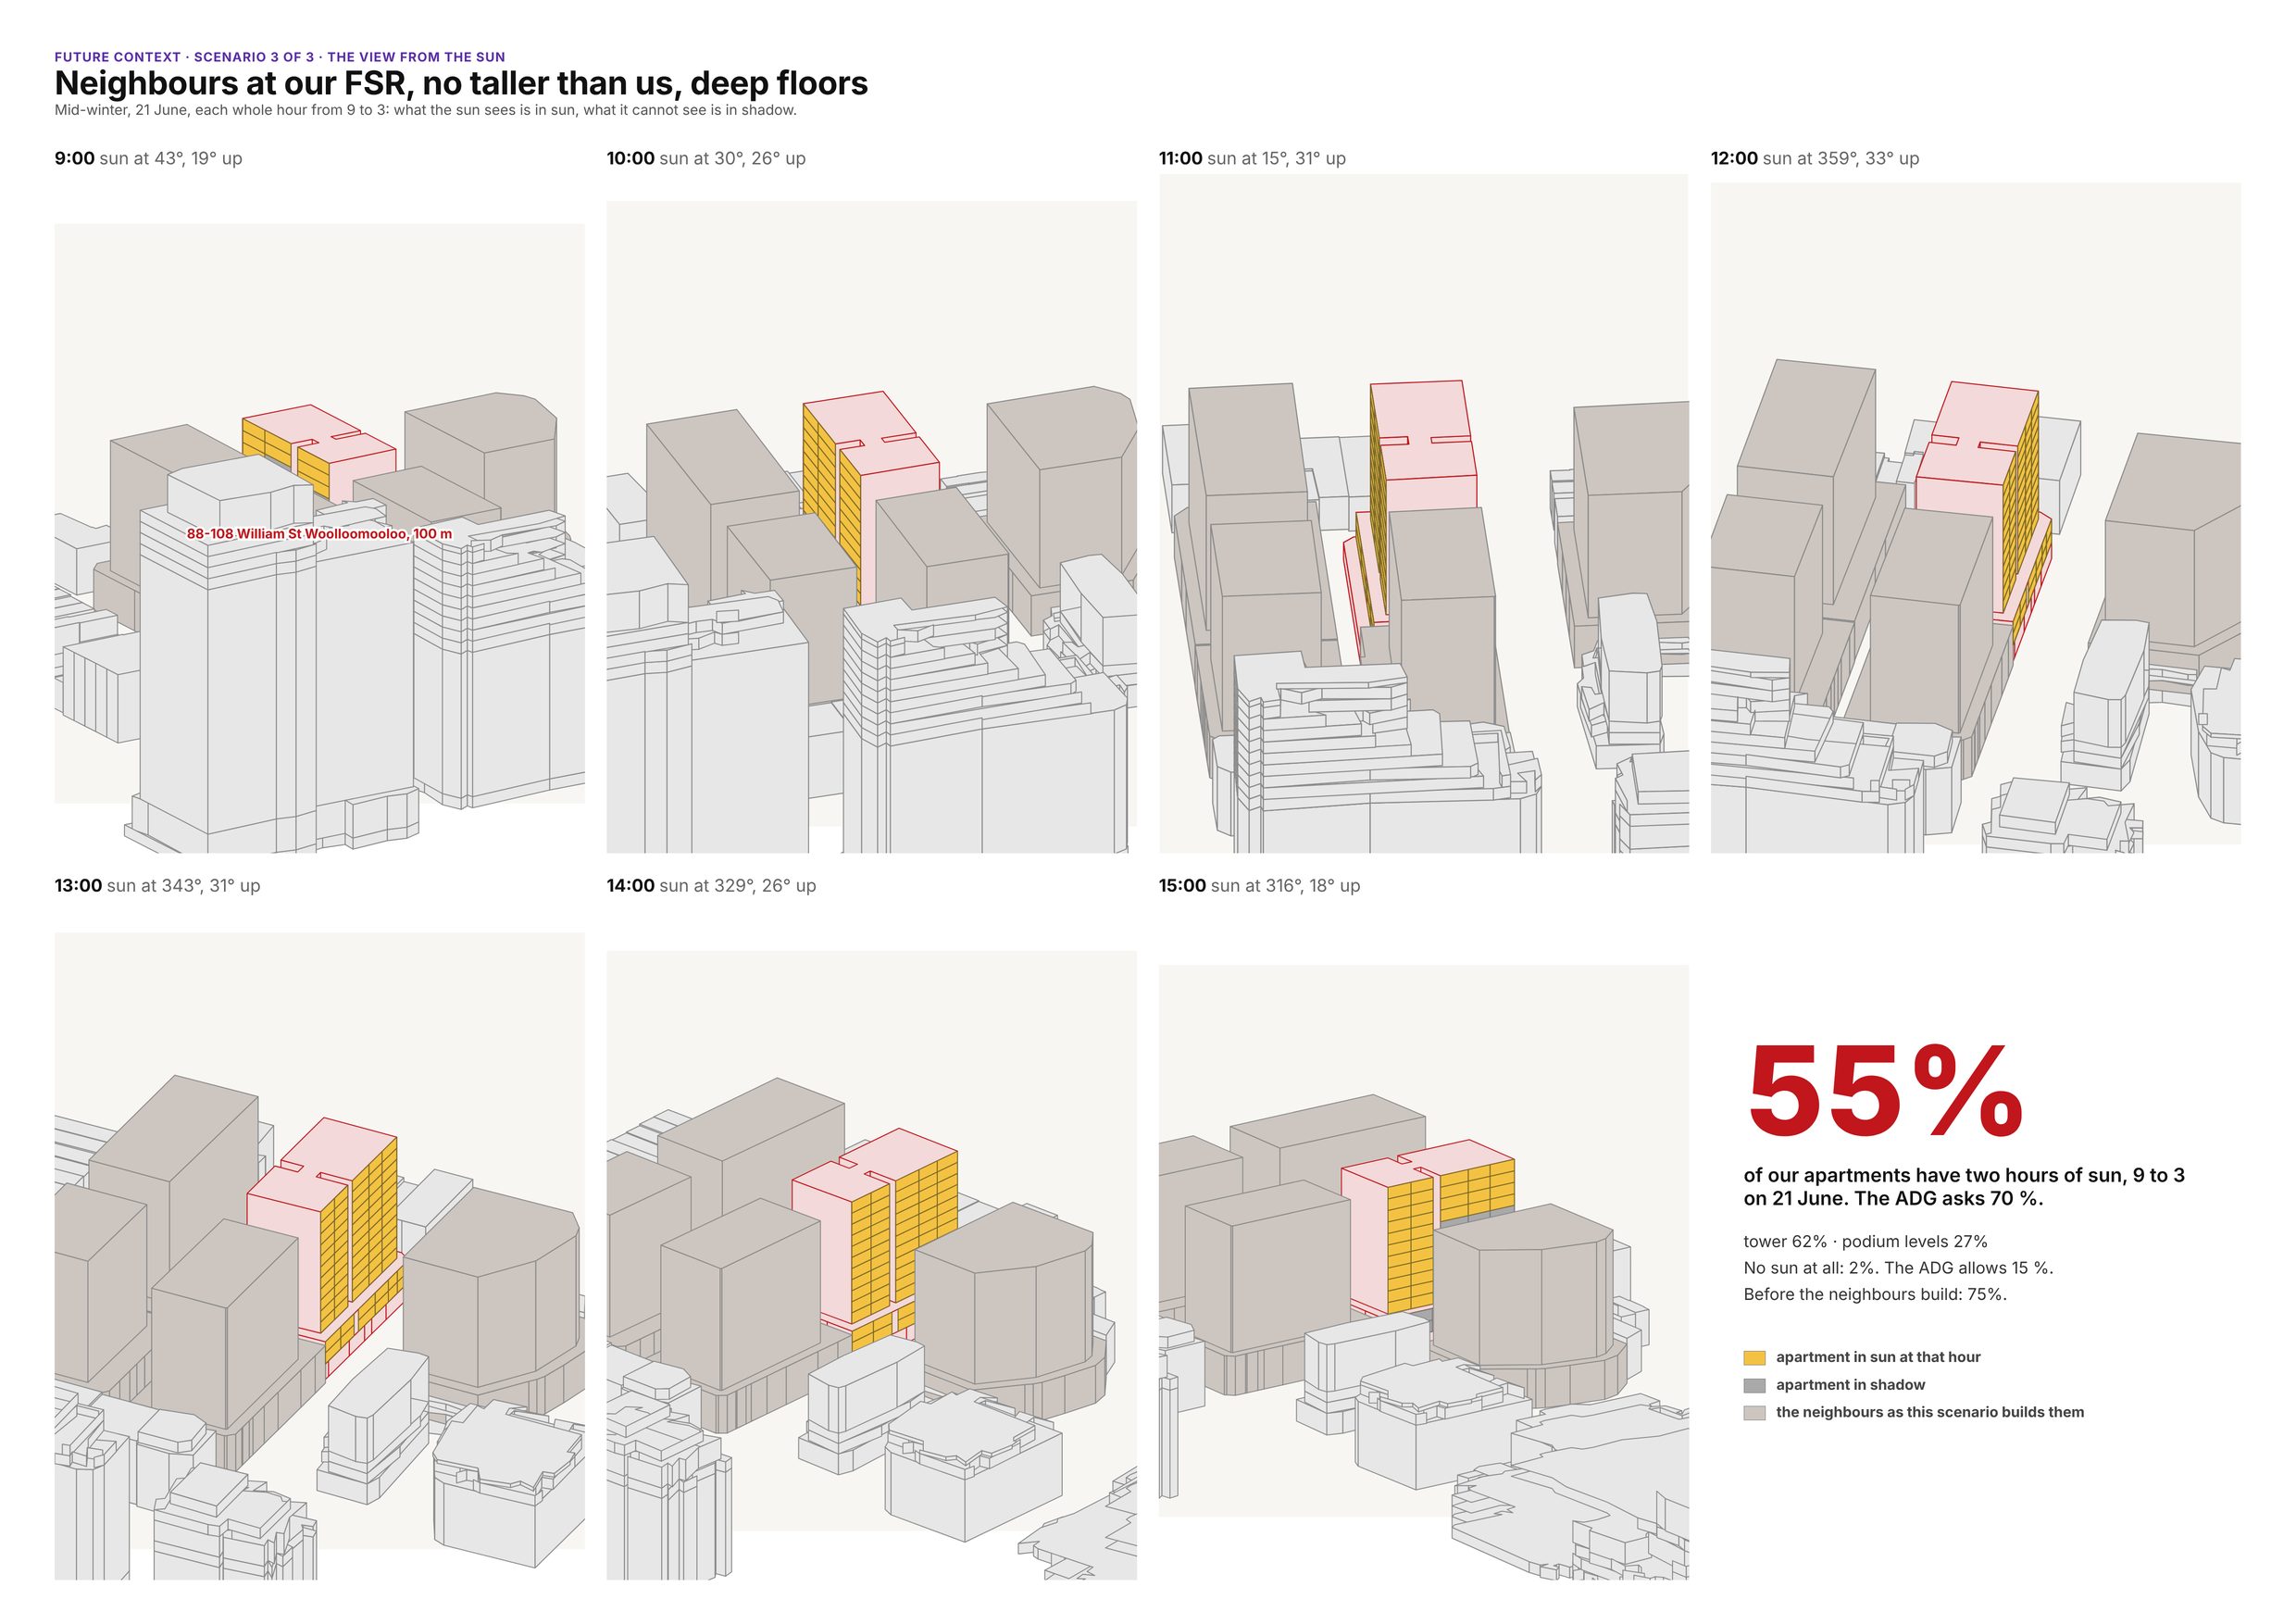 FUTURE CONTEXT · SCENARIO 3 OF 3 · THE VIEW FROM THE SUN
Neighbours at our FSR, no taller than us, deep floors
Mid-winter, 21 June, each whole hour from 9 to 3: what the sun sees is in sun, what it cannot see is in shadow.
9:00 sun at 43°, 19° up
10:00 sun at 30°, 26° up
11:00 sun at 15°, 31° up
12:00 sun at 359°, 33° up
88-108 William St Woolloomooloo, 100 m
13:00 sun at 343°, 31° up
14:00 sun at 329°, 26° up
15:00 sun at 316°, 18° up
55%
of our apartments have two hours of sun, 9 to 3
on 21 June. The ADG asks 70 %.
tower 62% · podium levels 27%
No sun at all: 2%. The ADG allows 15 %.
Before the neighbours build: 75%.
apartment in sun at that hour
apartment in shadow
the neighbours as this scenario builds them